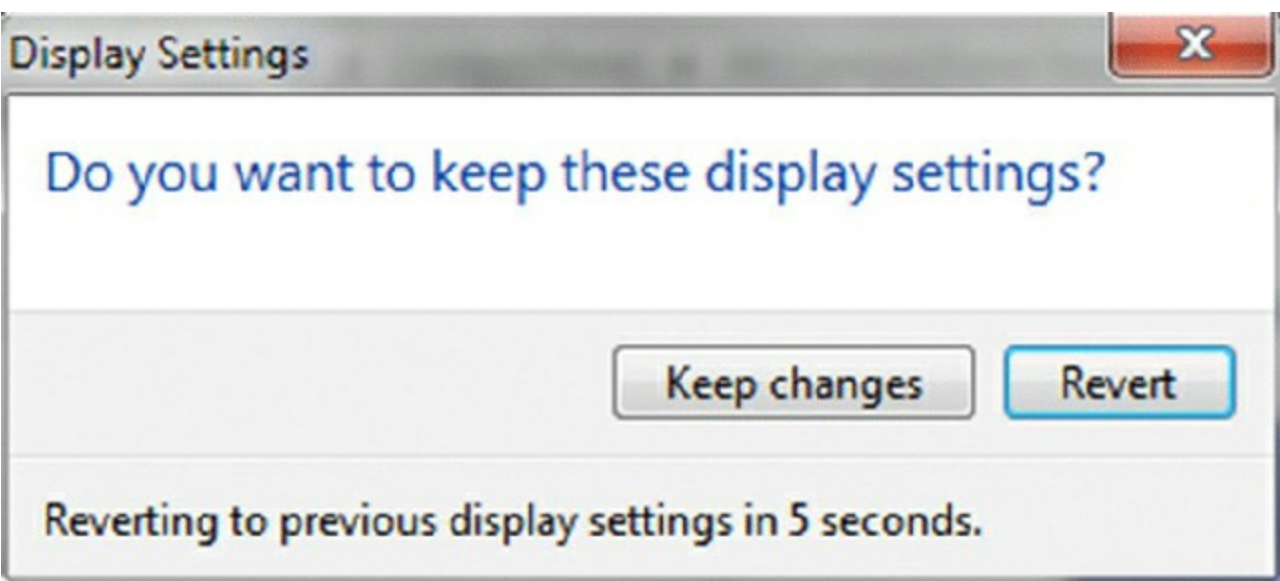 Display Settings
Do you want to keep these display settings?
Keep changes Revert
Reverting to previous display settings in 5 seconds.